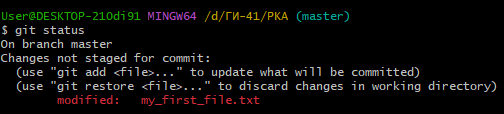 User@DESKTOP-21Odi91 MINGW64 /d/ГИ-41/РКА (master)
$ git status
On branch master
Changes not staged for commit:
  (use "git add <file>..." to update what will be committed)
  (use "git restore <file>..." to discard changes in working directory)
        modified:   my_first_file.txt